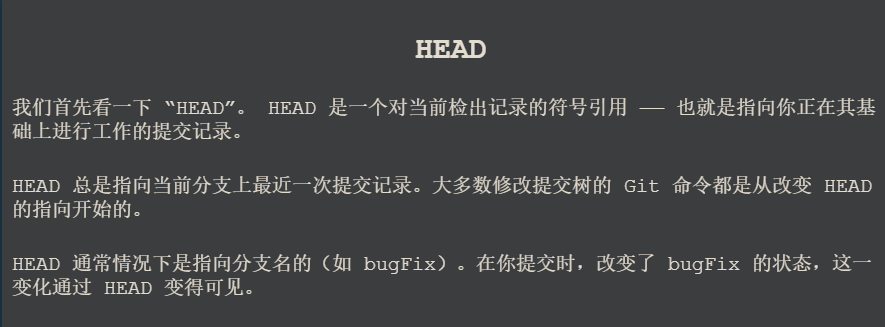 HEAD
我们首先看一下 “HEAD”。 HEAD 是一个对当前检出记录的符号引用 —— 也就是指向你正在其基
础上进行工作的提交记录。
HEAD 总是指向当前分支上最近一次提交记录。大多数修改提交树的 Git 命令都是从改变 HEAD
的指向开始的。
HEAD 通常情况下是指向分支名的（如 bugFix）。在你提交时，改变了 bugFix 的状态，这一
变化通过 HEAD 变得可见。